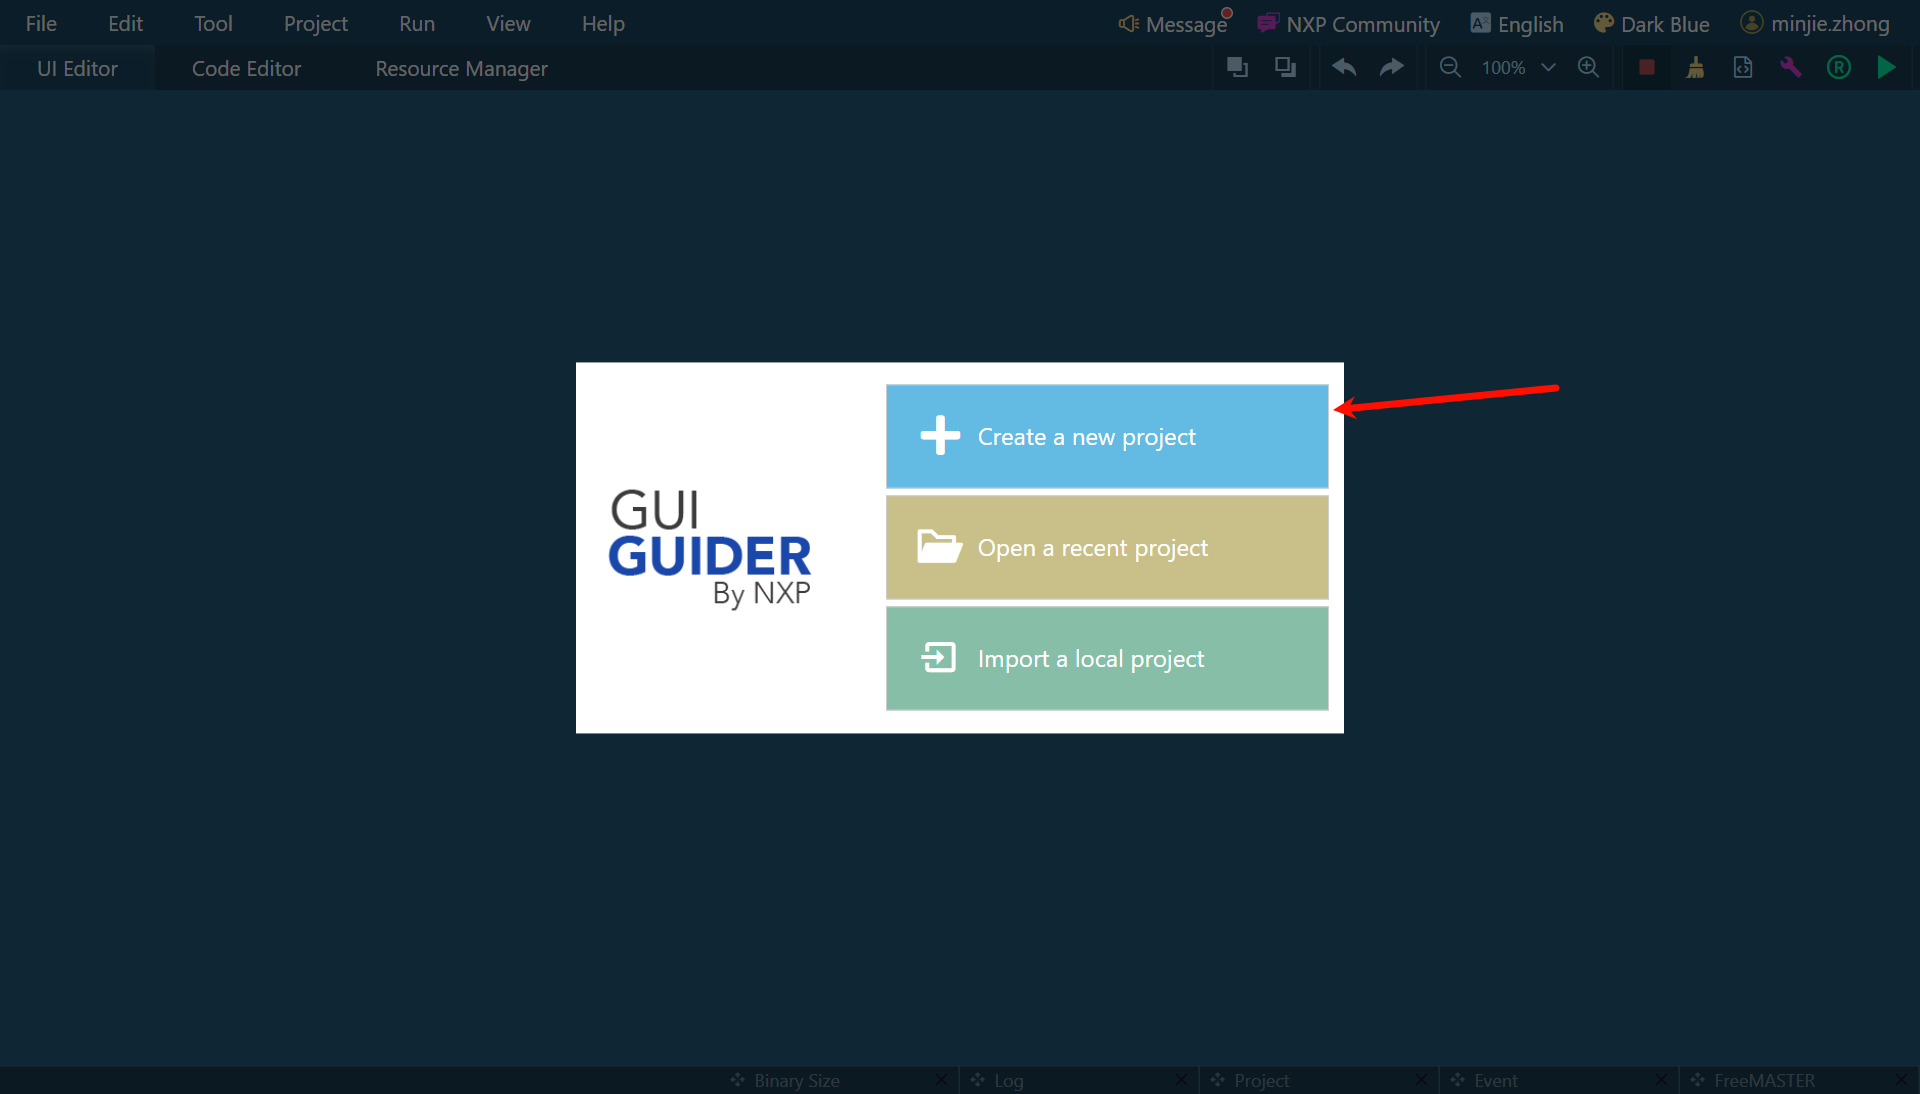 File Edit Tool Project Run View Help Message NXP Community English Dark Blue minjie.zhong
UI Editor Code Editor Resource Manager 100%
Create a new project
GUI
GUIDER
By NXP
Open a recent project
Import a local project
Binary Size Log Project Event FreeMASTER